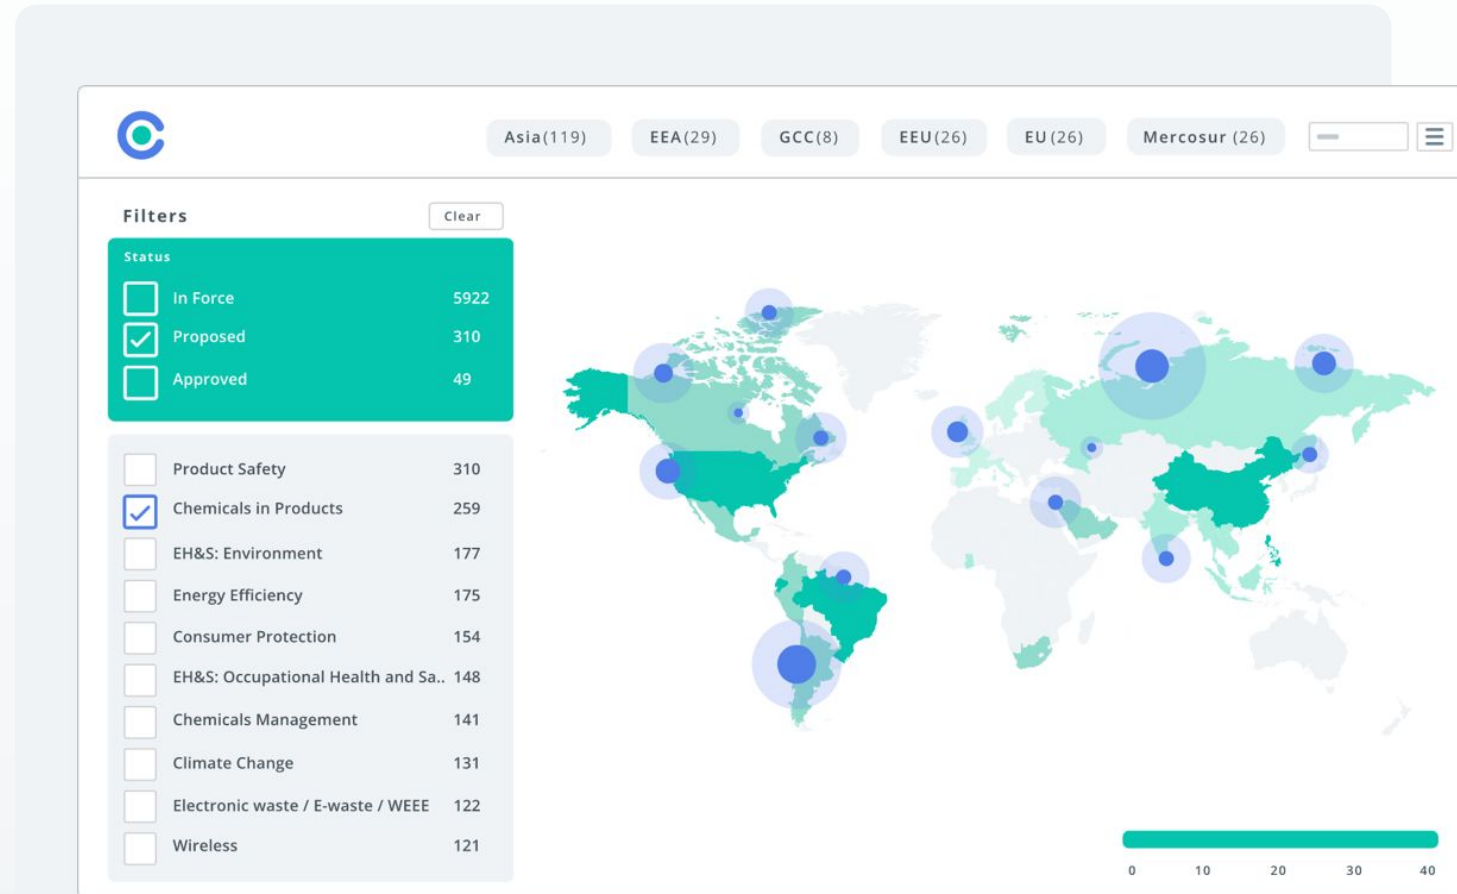 Asia(119) EEA(29) GCC(8) EEU(26) EU(26) Mercosur (26)
Filters Clear
Status
In Force 5922
Proposed 310
Approved 49
Product Safety 310
Chemicals in Products 259
EH&S: Environment 177
Energy Efficiency 175
Consumer Protection 154
EH&S: Occupational Health and Sa.. 148
Chemicals Management 141
Climate Change 131
Electronic waste / E-waste / WEEE 122
Wireless 121
0 10 20 30 40